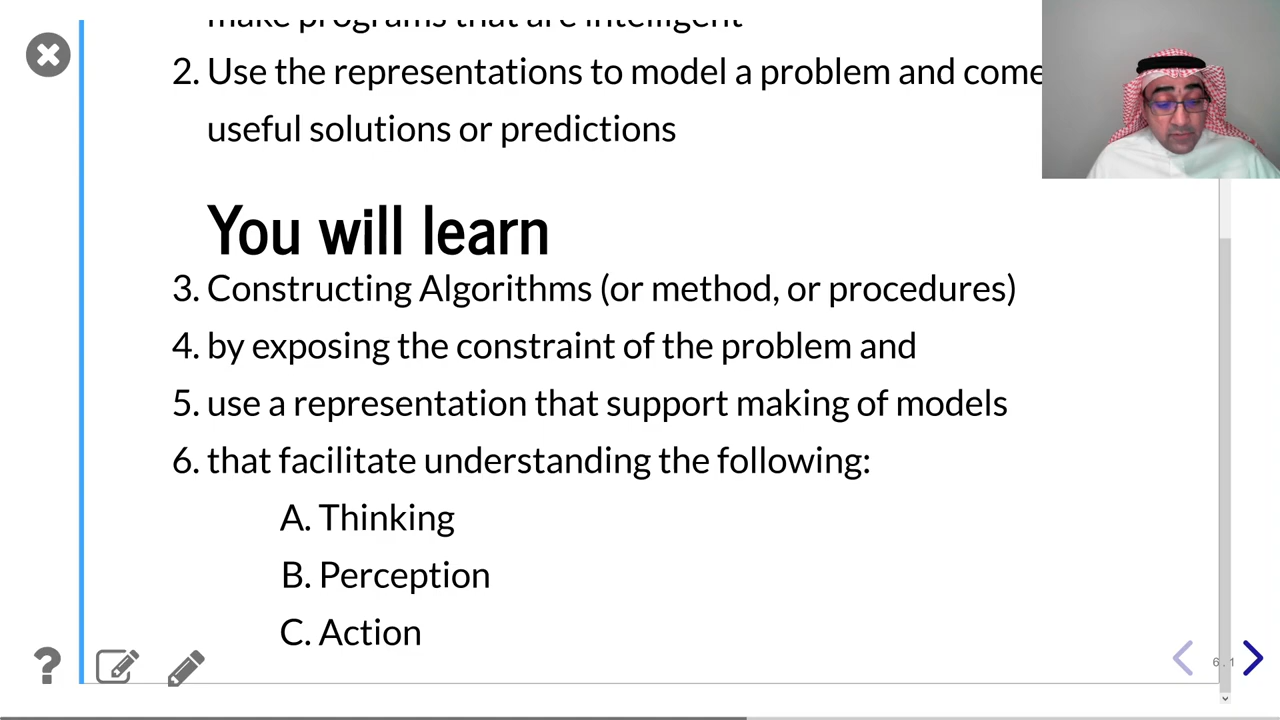 make programs that are intelligent
2. Use the representations to model a problem and come
useful solutions or predictions
You will learn
3. Constructing Algorithms (or method, or procedures)
4. by exposing the constraint of the problem and
5. use a representation that support making of models
6. that facilitate understanding the following:
A. Thinking
B. Perception
C. Action